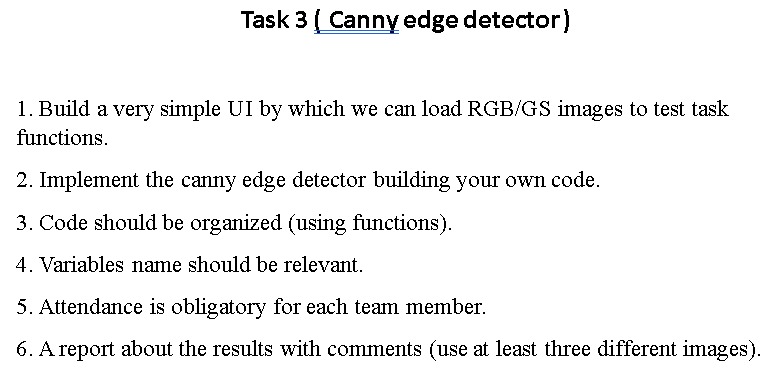 Task 3 ( Canny edge detector)
1. Build a very simple UI by which we can load RGB/GS images to test task
functions.
2. Implement the canny edge detector building your own code.
3. Code should be organized (using functions).
4. Variables name should be relevant.
5. Attendance is obligatory for each team member.
6. A report about the results with comments (use at least three different images).